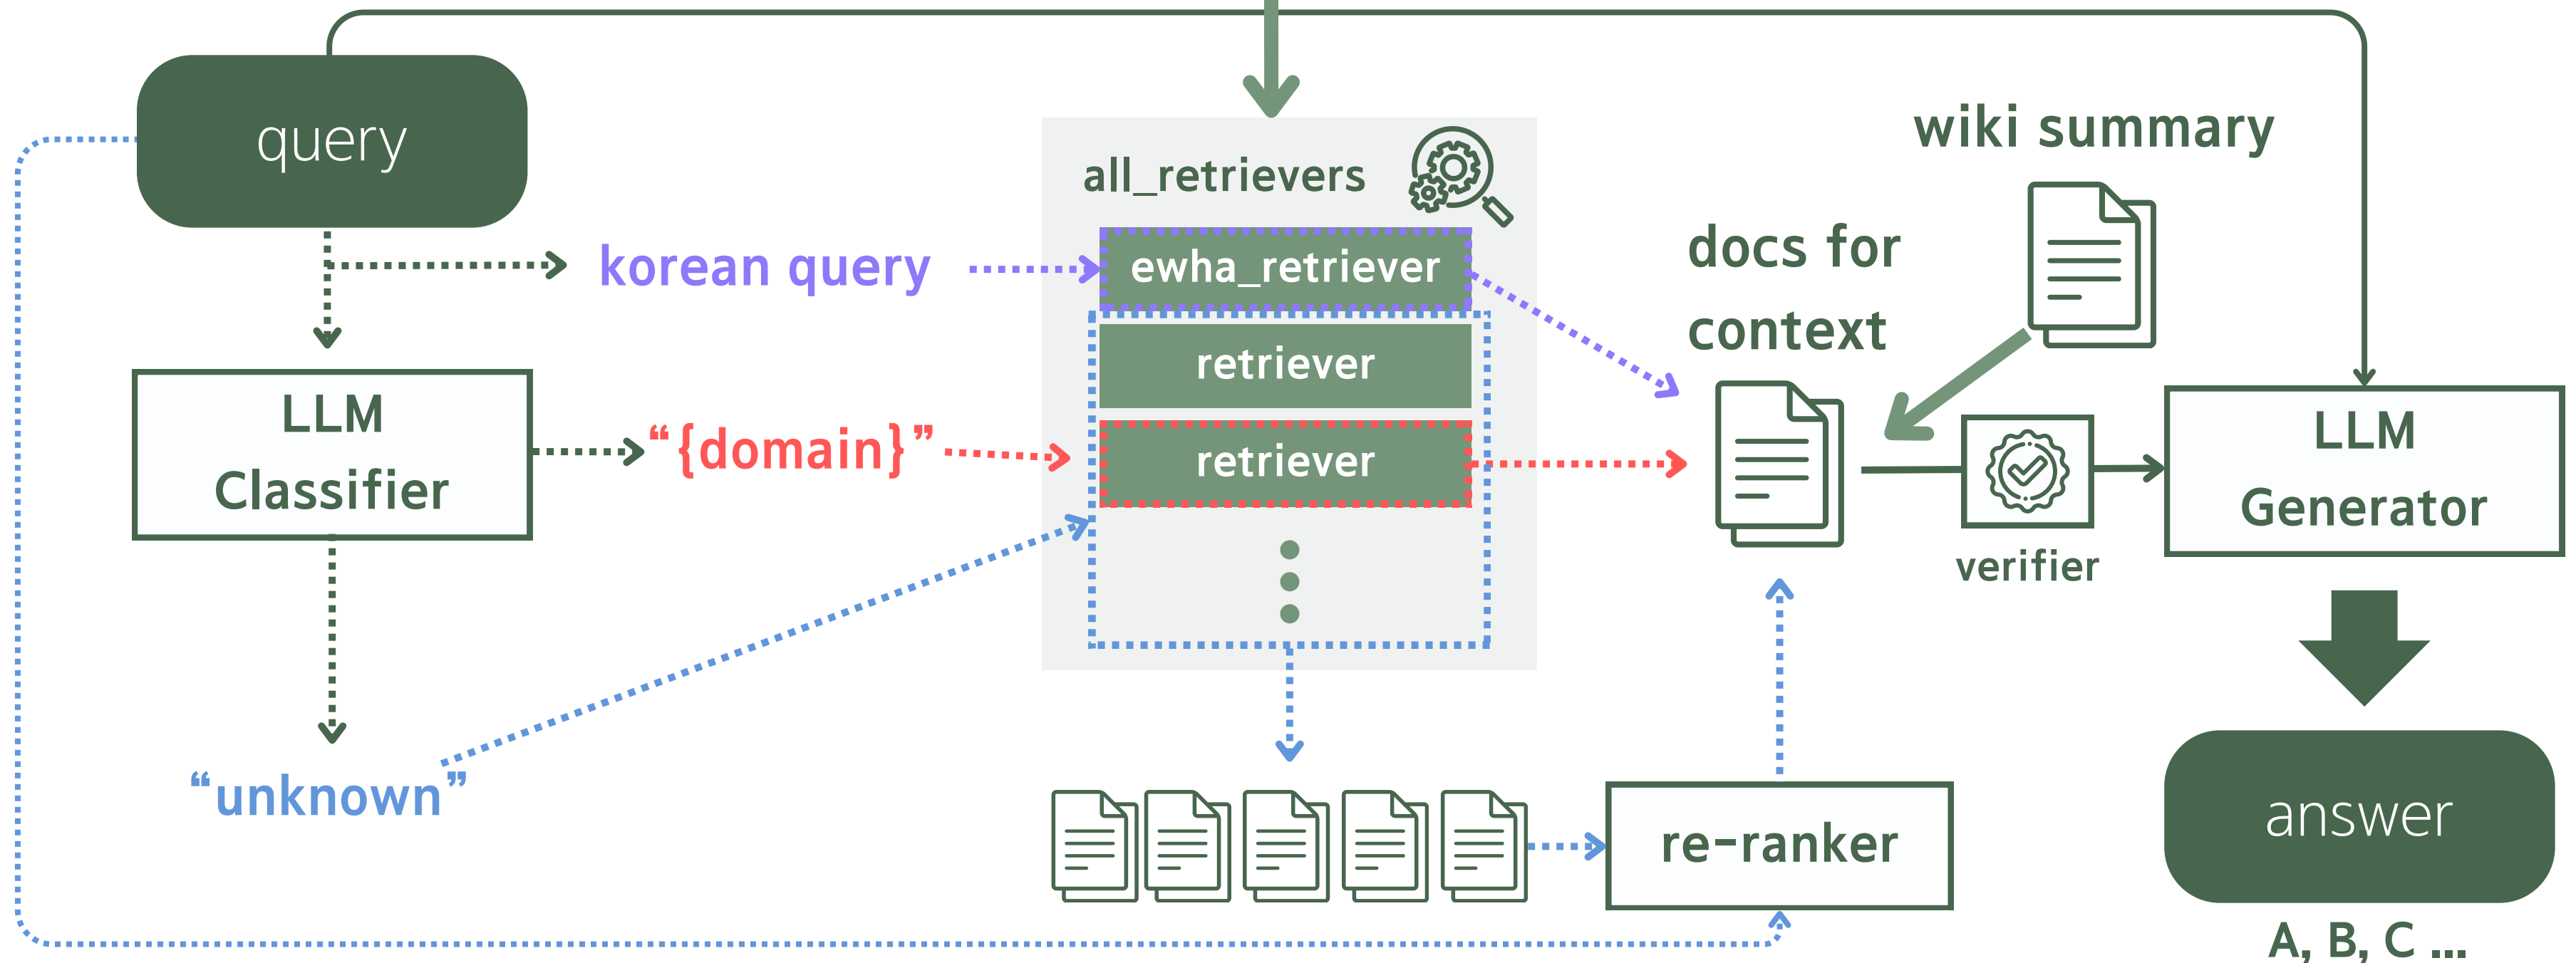 query
wiki summary
all_retrievers
docs for
context
korean query
ewha_retriever
retriever
retriever
LLM
Classifier
“{domain}”
LLM
Generator
verifier
“unknown”
re-ranker
answer
A, B, C ...